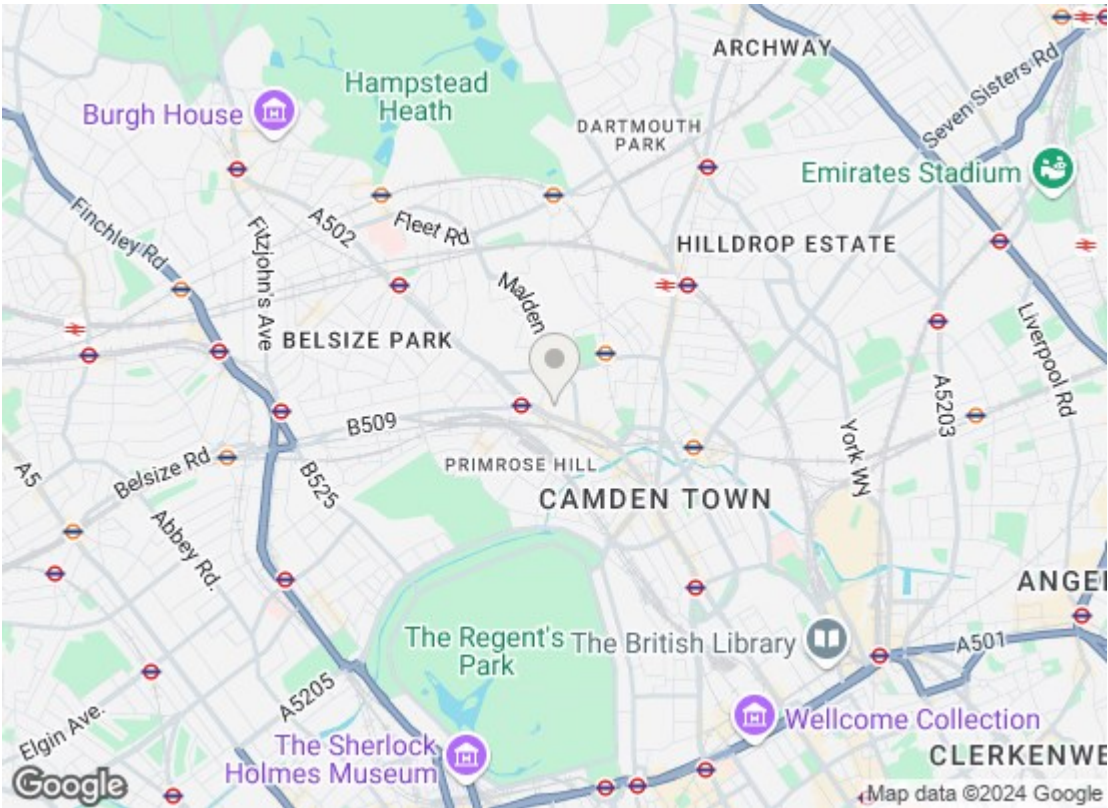 ARCHWAY
Seven Sisters Rd
Hampstead
Heath
Burgh House
DARTMOUTH
PARK
Emirates Stadium
Finchley Rd
A502
Fleet Rd
Fitzjohn's Ave
HILLDROP ESTATE
Malden
BELSIZE PARK
Liverpool Rd
A5203
B509
York Wy
Belsize Rd
A5
B525
PRIMROSE HILL
CAMDEN TOWN
Abbey Rd.
ANGEL
The Regent's
Park
The British Library
A501
A5205
Elgin Ave.
Wellcome Collection
The Sherlock
Holmes Museum
CLERKENWE
Google
Map data ©2024 Google